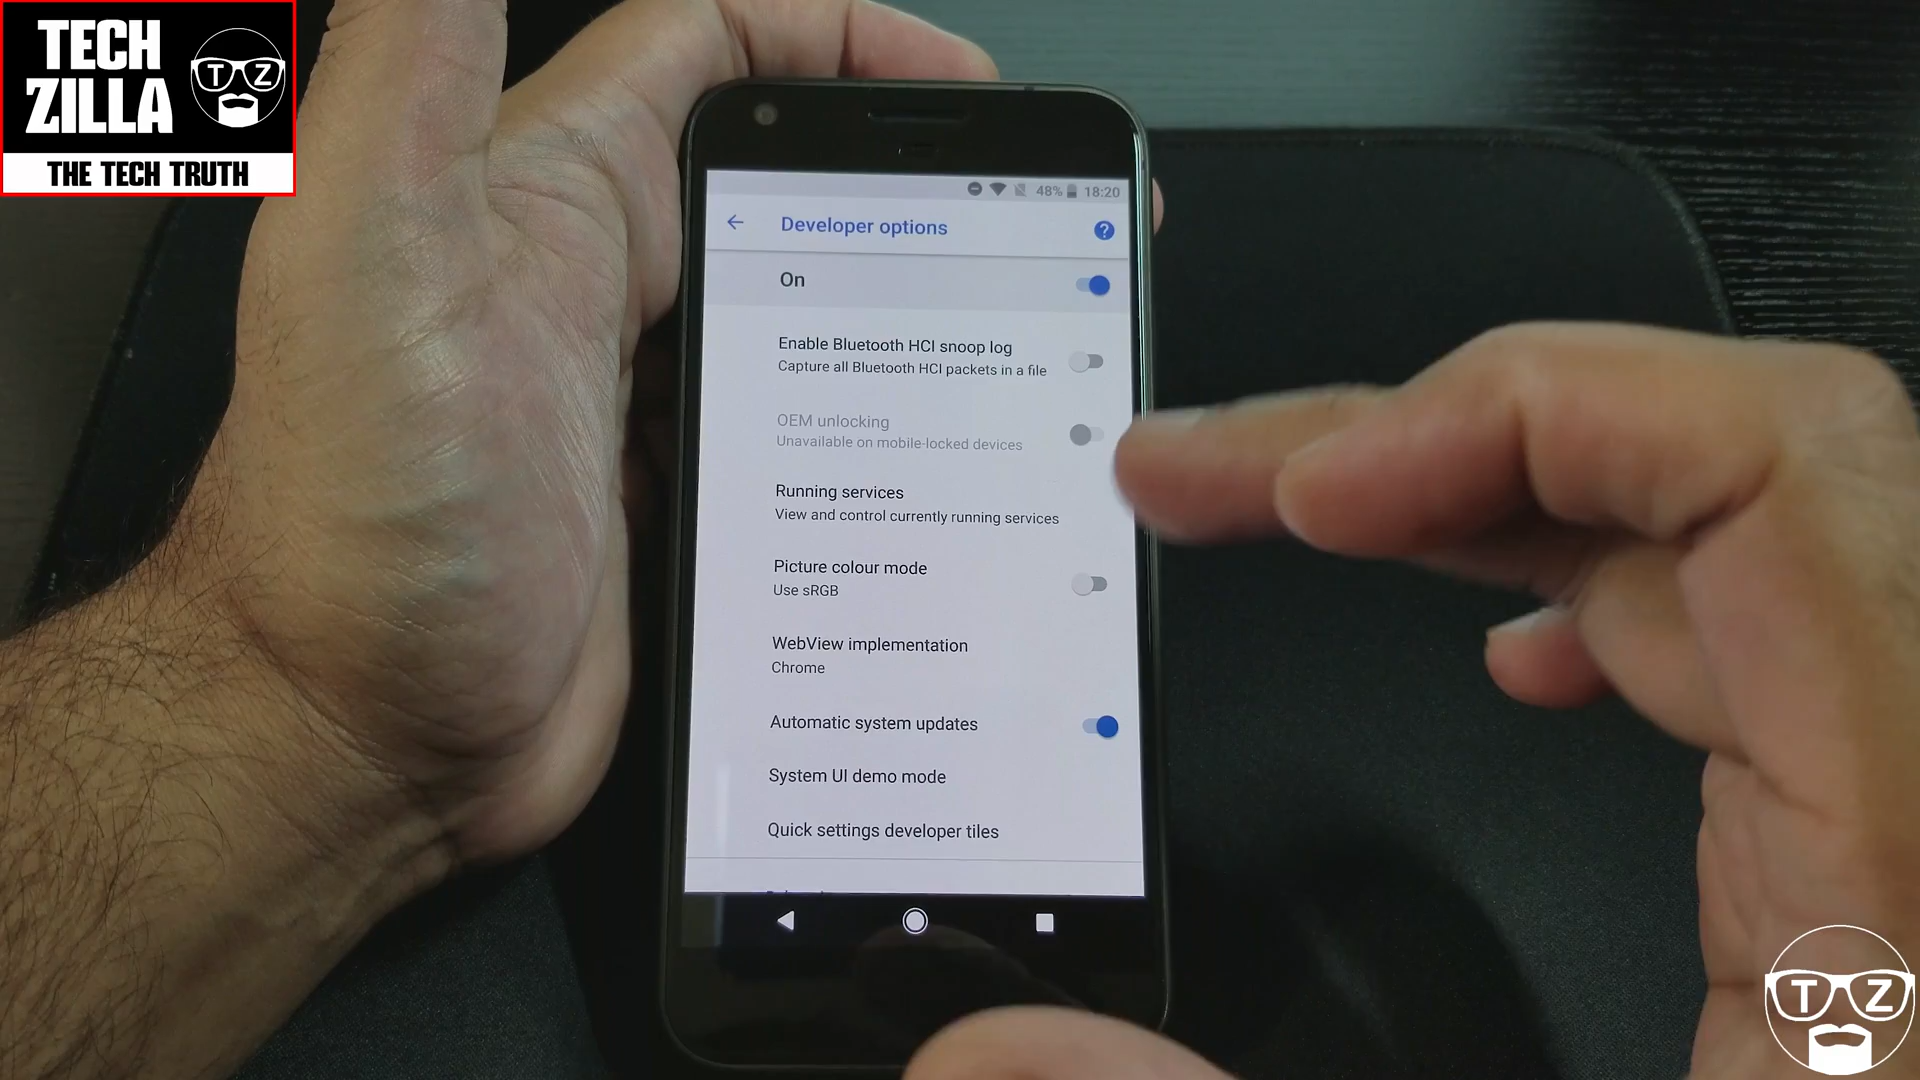 TECH
ZILLA
T Z
THE TECH TRUTH
48% 18:20
Developer options
?
On
Enable Bluetooth HCI snoop log
Capture all Bluetooth HCI packets in a file
OEM unlocking
Unavailable on mobile-locked devices
Running services
View and control currently running services
Picture colour mode
Use sRGB
WebView implementation
Chrome
Automatic system updates
System UI demo mode
Quick settings developer tiles
T Z